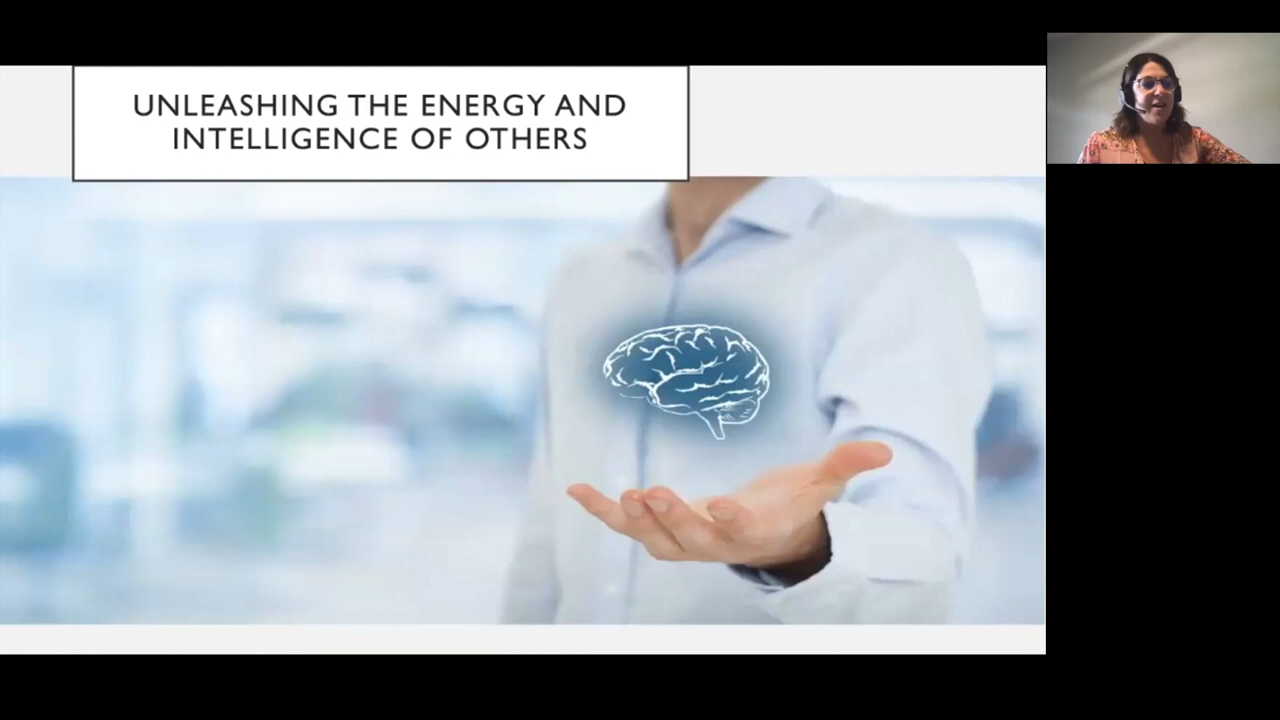 UNLEASHING THE ENERGY AND
INTELLIGENCE OF OTHERS